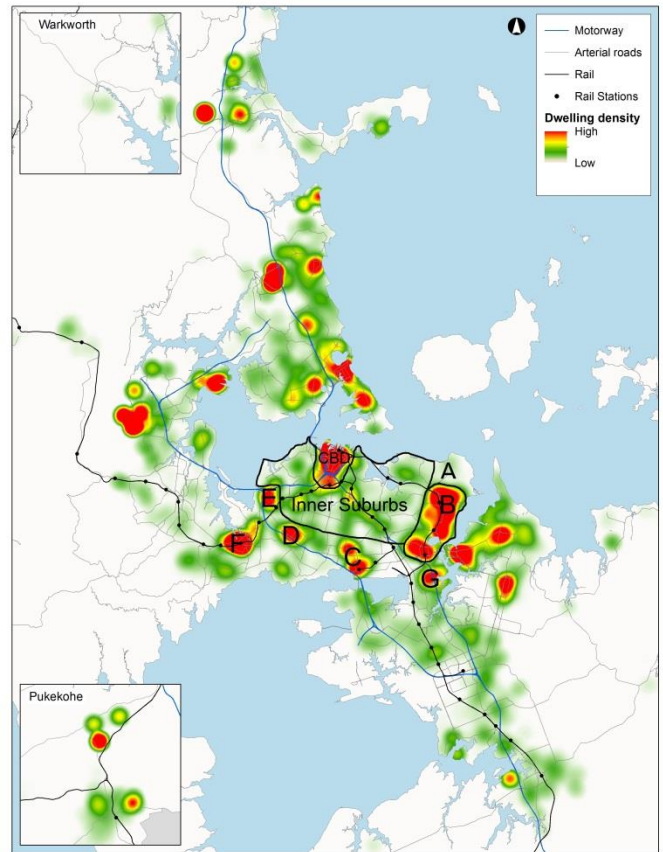 Warkworth
Motorway
Arterial roads
Rail
Rail Stations
Dwelling density
High
Low
CBD
A
E
Inner Suburbs
B
F
D
C
G
Pukekohe